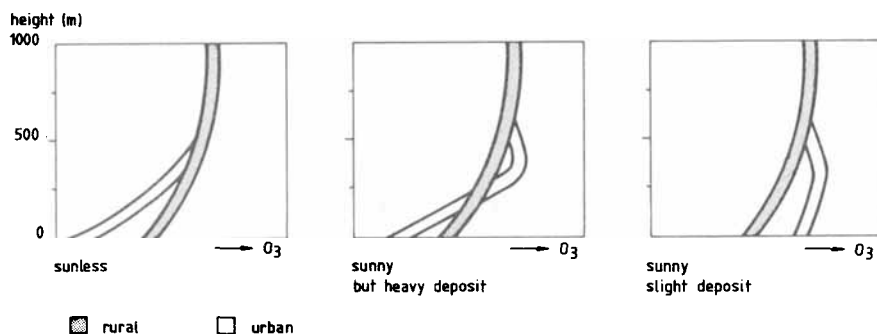 height (m)
1000
500
0
O3
sunless
O3
sunny
but heavy deposit
O3
sunny
slight deposit
rural
urban